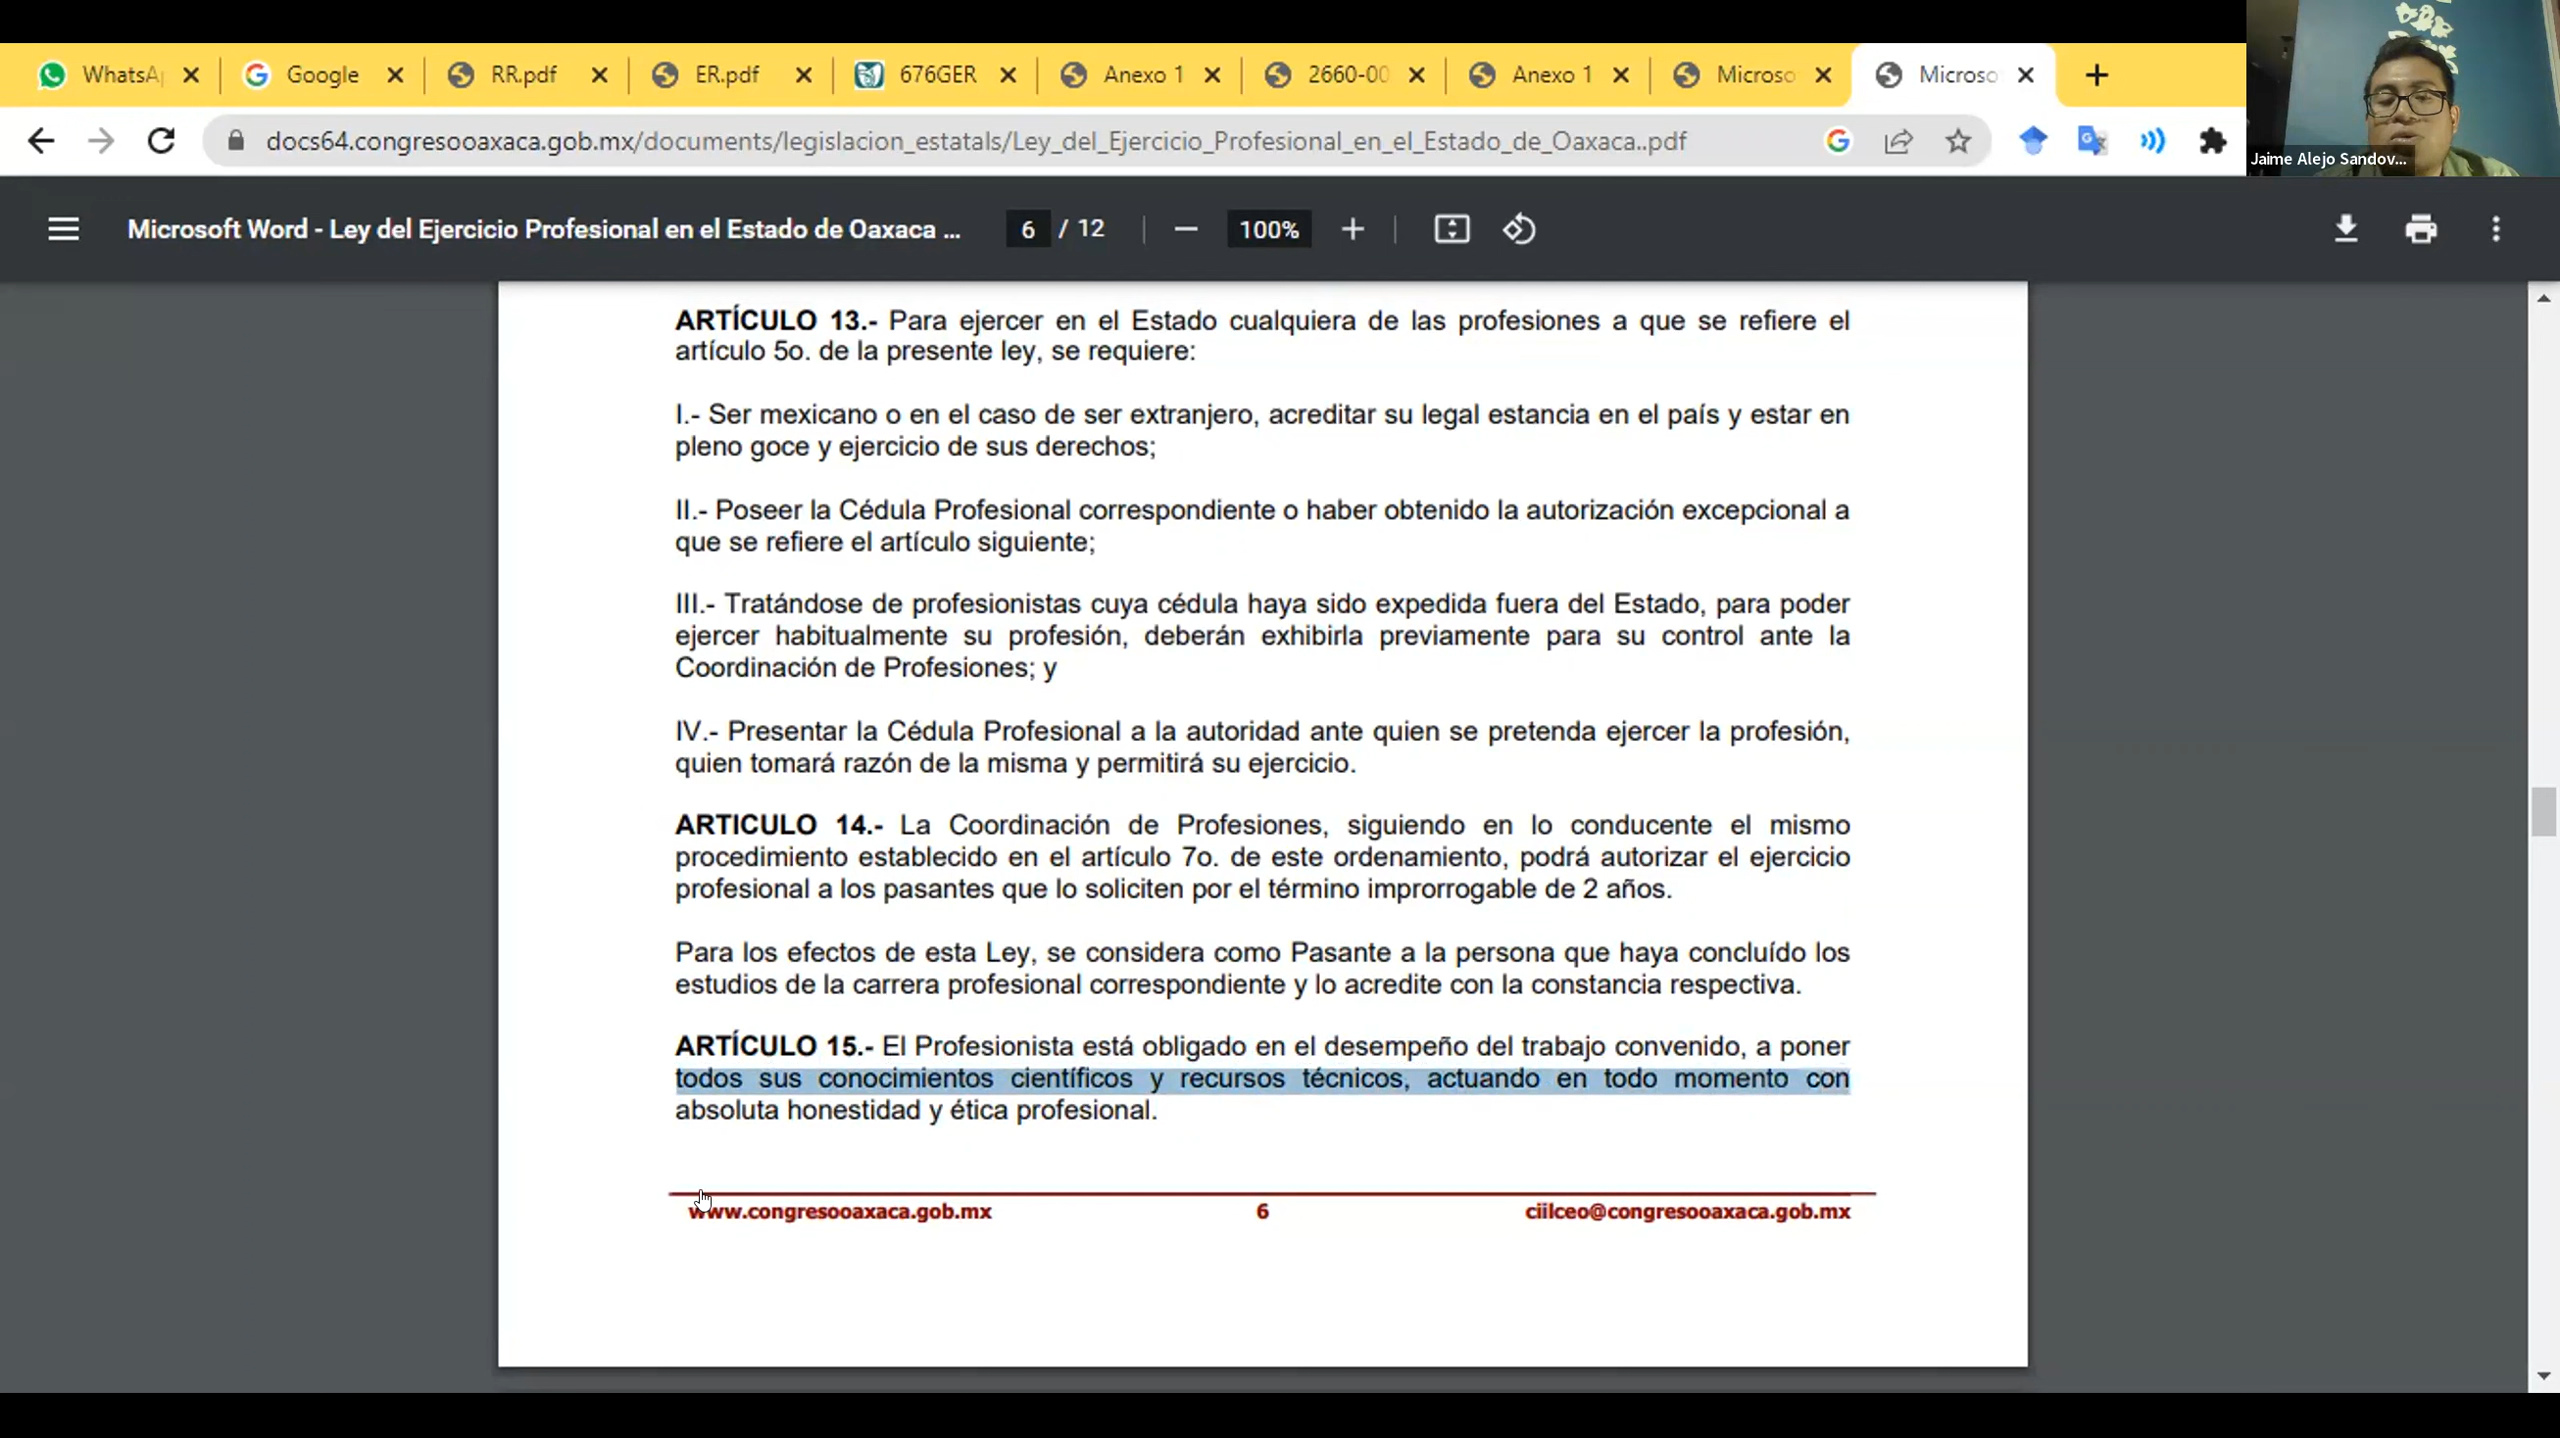 WhatsA
Google
RR.pdf
ER.pdf
676GER
Anexo 1
2660-00
Anexo 1
Microso
Microso
docs64.congresooaxaca.gob.mx/documents/legislacion_estatals/Ley_del_Ejercicio_Profesional_en_el_Estado_de_Oaxaca..pdf
Jaime Alejo Sandov...
Microsoft Word - Ley del Ejercicio Profesional en el Estado de Oaxaca ...
6 / 12
100%
ARTÍCULO 13.- Para ejercer en el Estado cualquiera de las profesiones a que se refiere el
artículo 5o. de la presente ley, se requiere:
I.- Ser mexicano o en el caso de ser extranjero, acreditar su legal estancia en el país y estar en
pleno goce y ejercicio de sus derechos;
II.- Poseer la Cédula Profesional correspondiente o haber obtenido la autorización excepcional a
que se refiere el artículo siguiente;
III.- Tratándose de profesionistas cuya cédula haya sido expedida fuera del Estado, para poder
ejercer habitualmente su profesión, deberán exhibirla previamente para su control ante la
Coordinación de Profesiones; y
IV.- Presentar la Cédula Profesional a la autoridad ante quien se pretenda ejercer la profesión,
quien tomará razón de la misma y permitirá su ejercicio.
ARTICULO 14.- La Coordinación de Profesiones, siguiendo en lo conducente el mismo
procedimiento establecido en el artículo 7o. de este ordenamiento, podrá autorizar el ejercicio
profesional a los pasantes que lo soliciten por el término improrrogable de 2 años.
Para los efectos de esta Ley, se considera como Pasante a la persona que haya concluído los
estudios de la carrera profesional correspondiente y lo acredite con la constancia respectiva.
ARTÍCULO 15.- El Profesionista está obligado en el desempeño del trabajo convenido, a poner
todos sus conocimientos científicos y recursos técnicos, actuando en todo momento con
absoluta honestidad y ética profesional.
www.congresooaxaca.gob.mx
6
ciilceo@congresooaxaca.gob.mx